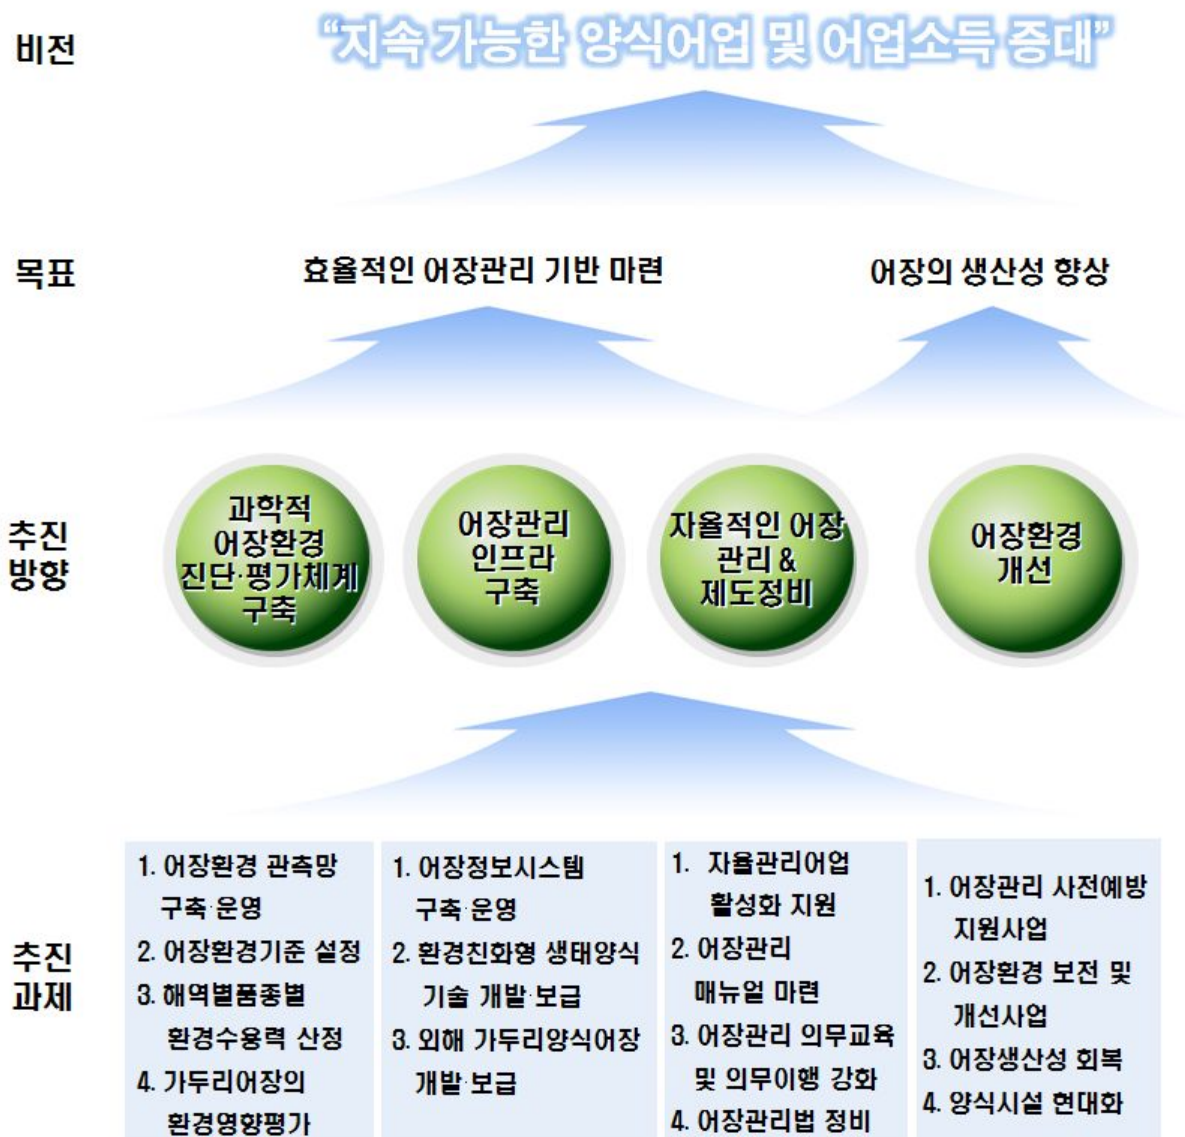 비전
“지속 가능한 양식어업 및 어업소득 증대”
목표
효율적인 어장관리 기반 마련
어장의 생산성 향상
추진
방향
과학적
어장환경
진단·평가체계
구축
어장관리
인프라
구축
자율적인 어장
관리 &
제도정비
어장환경
개선
추진
과제
1. 어장환경 관측망
구축·운영
2. 어장환경기준 설정
3. 해역별품종별
환경수용력 산정
4. 가두리어장의
환경영향평가
1. 어장정보시스템
구축·운영
2. 환경친화형 생태양식
기술 개발·보급
3. 외해 가두리양식어장
개발·보급
1. 자율관리어업
활성화 지원
2. 어장관리
매뉴얼 마련
3. 어장관리 의무교육
및 의무이행 강화
4. 어장관리법 정비
1. 어장관리 사전예방
지원사업
2. 어장환경 보전 및
개선사업
3. 어장생산성 회복
4. 양식시설 현대화